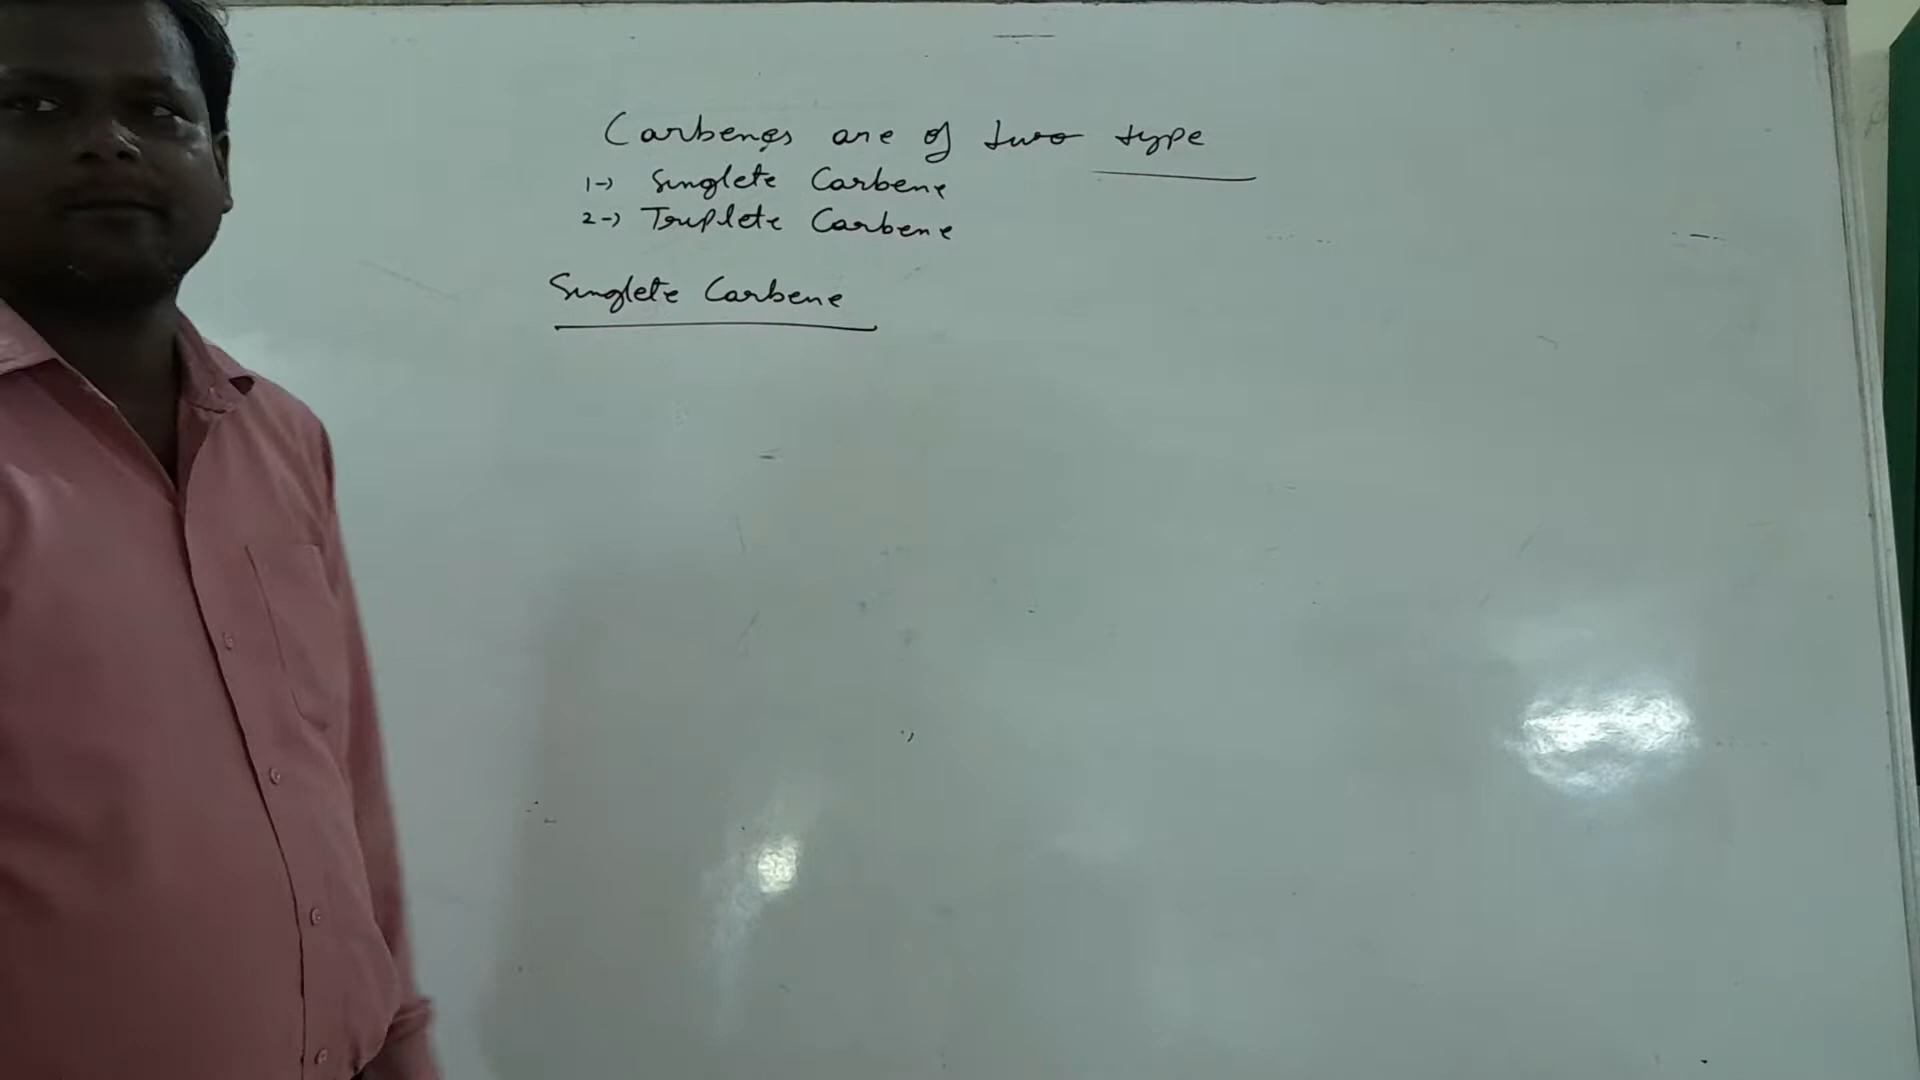 Carbenes are of two type
1-) Singlete Carbene
2-) Triplete Carbene
Singlete Carbene